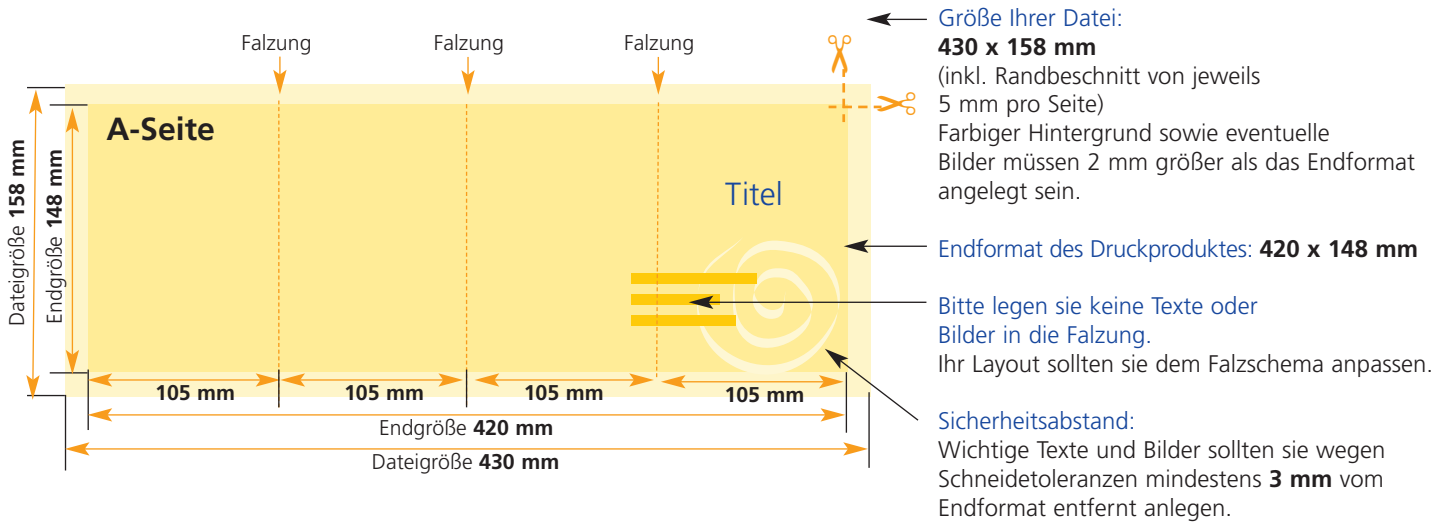 Falzung
Falzung
Falzung
A-Seite
Titel
Dateigröße 158 mm
Endgröße 148 mm
105 mm
105 mm
105 mm
105 mm
Endgröße 420 mm
Dateigröße 430 mm
Größe Ihrer Datei:
430 x 158 mm
(inkl. Randbeschnitt von jeweils
5 mm pro Seite)
Farbiger Hintergrund sowie eventuelle
Bilder müssen 2 mm größer als das Endformat
angelegt sein.
Endformat des Druckproduktes: 420 x 148 mm
Bitte legen sie keine Texte oder
Bilder in die Falzung.
Ihr Layout sollten sie dem Falzschema anpassen.
Sicherheitsabstand:
Wichtige Texte und Bilder sollten sie wegen
Schneidetoleranzen mindestens 3 mm vom
Endformat entfernt anlegen.